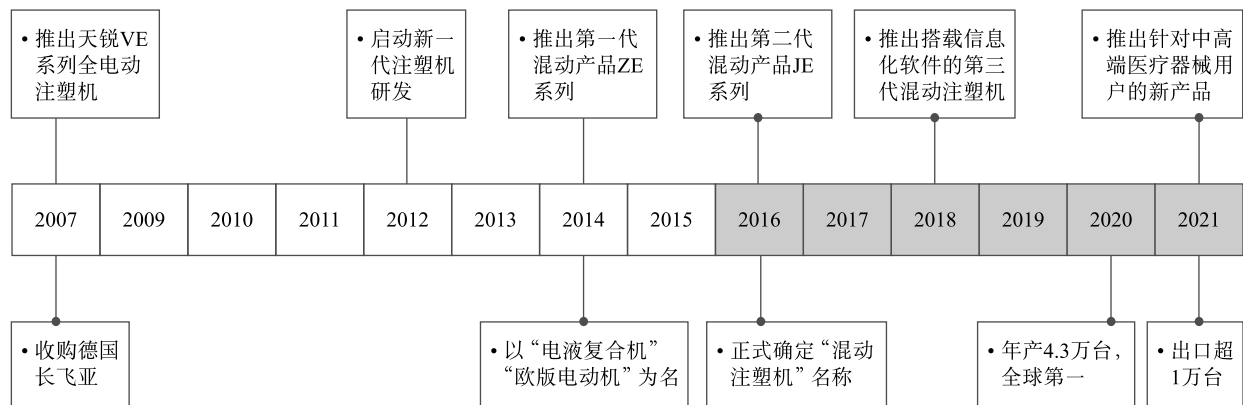 • 推出天锐VE
系列全电动
注塑机
• 启动新一
代注塑机
研发
• 推出第一代
混动产品ZE
系列
• 推出第二代
混动产品JE
系列
• 推出搭载信息
化软件的第三
代混动注塑机
• 推出针对中高
端医疗器械用
户的新产品
2007 2009 2010 2011 2012 2013 2014 2015 2016 2017 2018 2019 2020 2021
• 收购德国
长飞亚
• 以“电液复合机”
“欧版电动机”为名
• 正式确定“混动
注塑机”名称
• 年产4.3万台，
全球第一
• 出口超
1万台